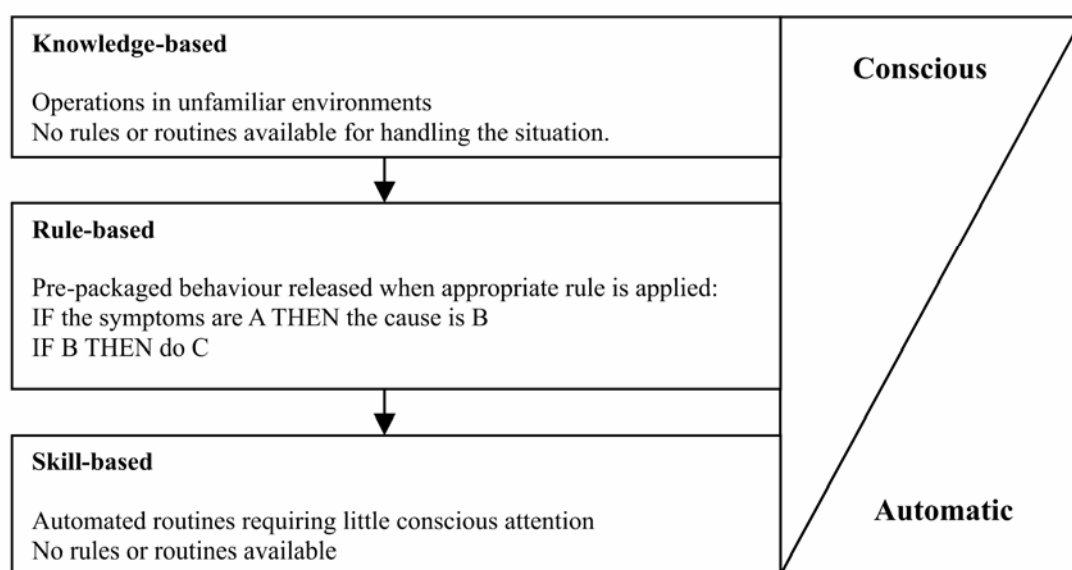 Knowledge-based
Operations in unfamiliar environments
No rules or routines available for handling the situation.
Conscious
Rule-based
Pre-packaged behaviour released when appropriate rule is applied:
IF the symptoms are A THEN the cause is B
IF B THEN do C
Skill-based
Automated routines requiring little conscious attention
No rules or routines available
Automatic